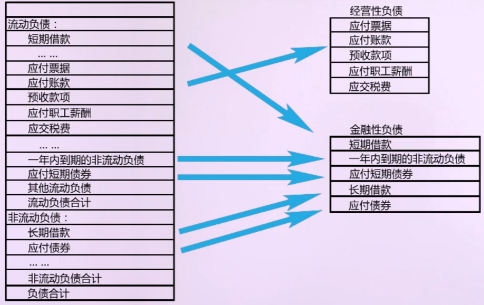 流动负债：
短期借款
... ...
应付票据
应付账款
预收款项
应付职工薪酬
应交税费
... ...
一年内到期的非流动负债
应付短期债券
其他流动负债
流动负债合计
非流动负债：
长期借款
应付债券
... ...
非流动负债合计
负债合计
经营性负债
应付票据
应付账款
预收款项
应付职工薪酬
应交税费
金融性负债
短期借款
一年内到期的非流动负债
应付短期债券
长期借款
应付债券